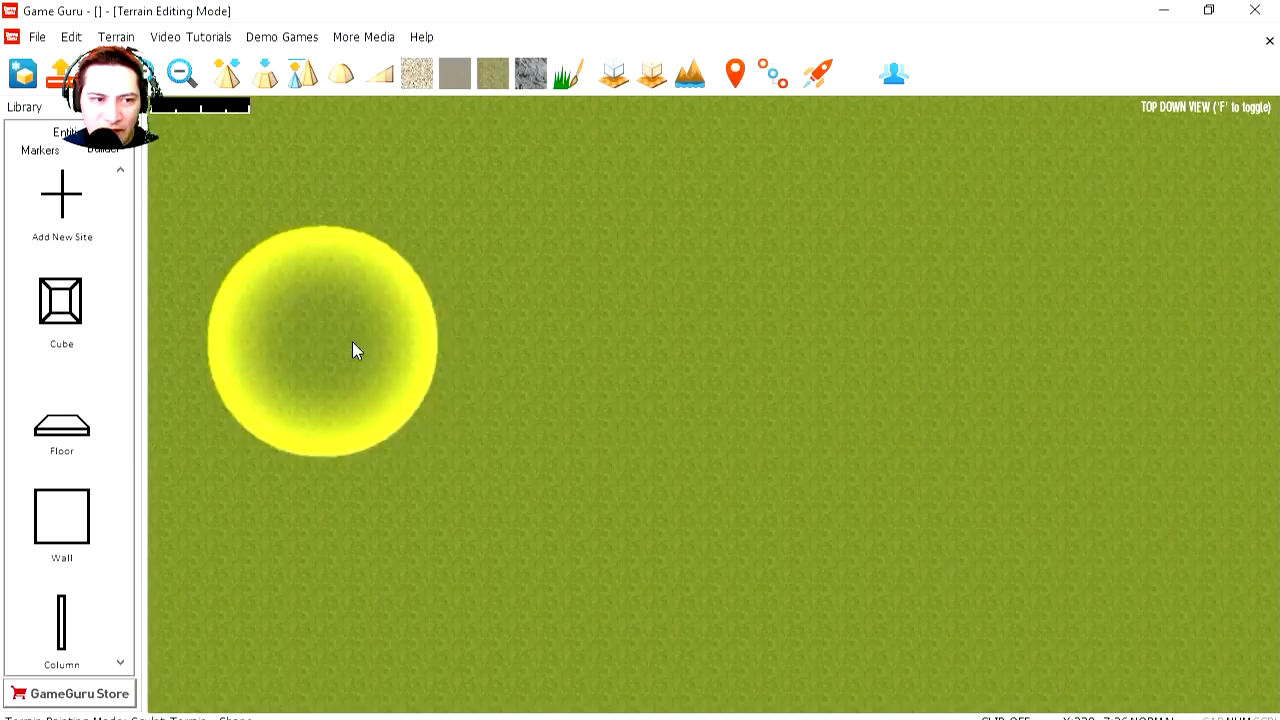 Game Guru - [] - [Terrain Editing Mode]
File Edit Terrain Video Tutorials Demo Games More Media Help
Library
TOP DOWN VIEW ('F' to toggle)
Markers
Add New Site
Cube
Floor
Wall
Column
GameGuru Store